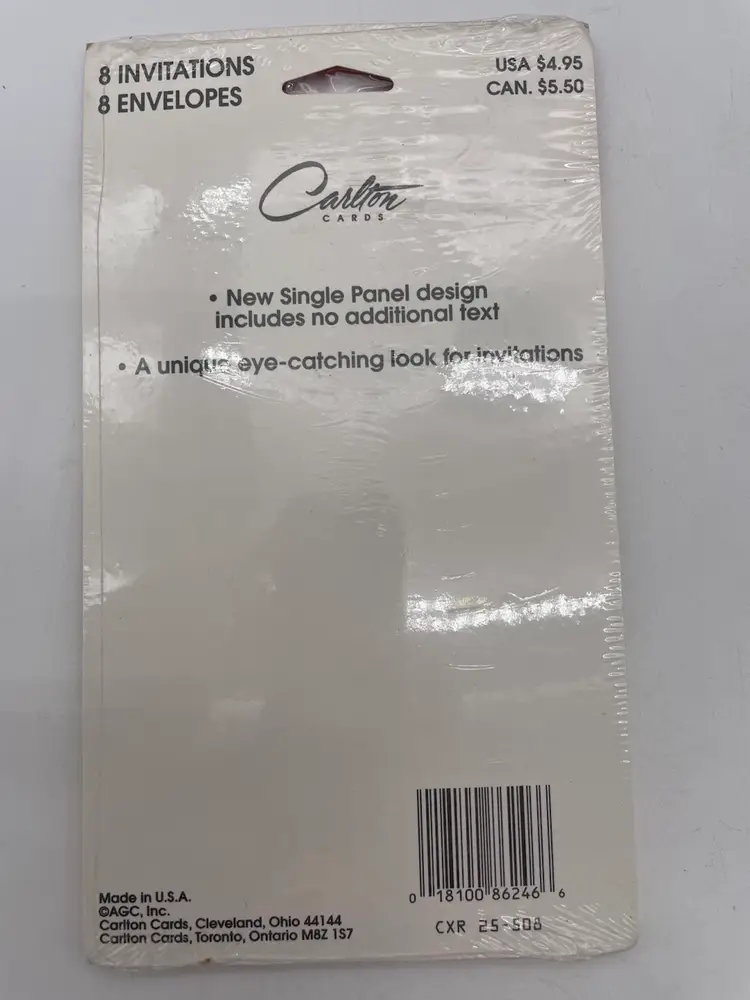 8 INVITATIONS
8 ENVELOPES
USA $4.95
CAN. $5.50
Carlton
CARDS
• New Single Panel design
includes no additional text
• A unique eye-catching look for invitations
0 18100 86246 6
CXR 25-508
Made in U.S.A.
©AGC, Inc.
Carlton Cards, Cleveland, Ohio 44144
Carlton Cards, Toronto, Ontario M8Z 1S7